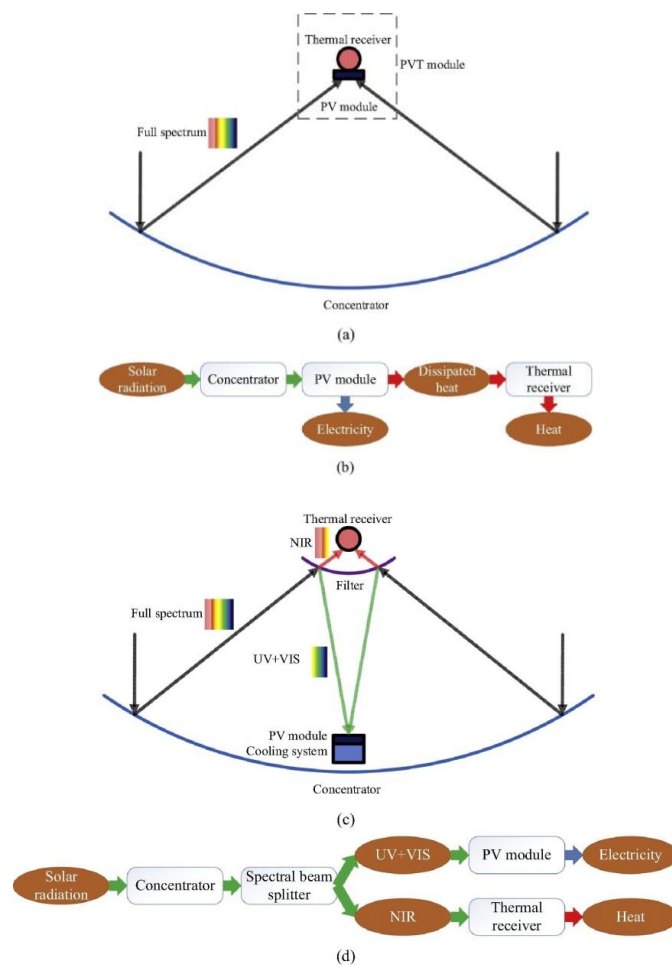 Thermal receiver
PVT module
PV module
Full spectrum
Concentrator
(a)
Solar
radiation
Concentrator
PV module
Dissipated
heat
Thermal
receiver
Electricity
Heat
(b)
Thermal receiver
NIR
Filter
Full spectrum
UV+VIS
PV module
Cooling system
Concentrator
(c)
UV+VIS
PV module
Electricity
Solar
radiation
Concentrator
Spectral beam
splitter
NIR
Thermal
receiver
Heat
(d)